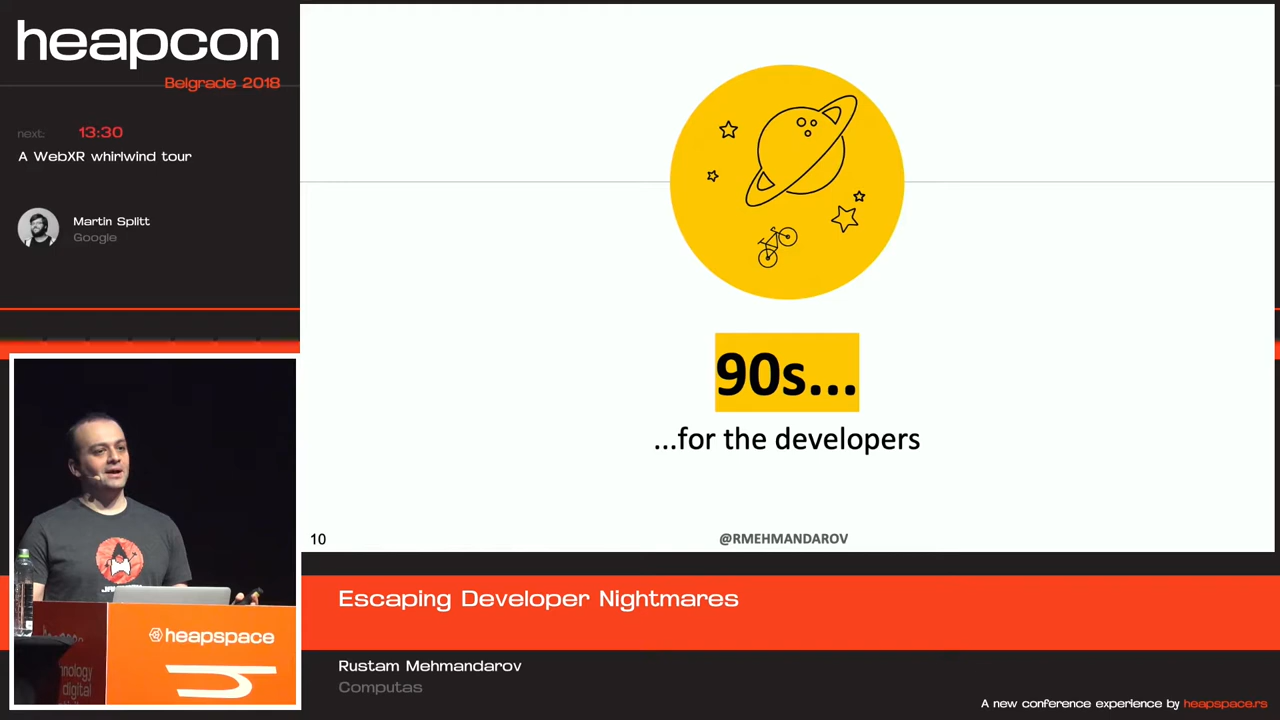 heapcon
Belgrade 2018
next: 13:30
A WebXR whirlwind tour
Martin Splitt
Google
90s...
...for the developers
10
@RMEHMANDAROV
heapspace
digital
Escaping Developer Nightmares
Rustam Mehmandarov
Computas
A new conference experience by heapspace.rs